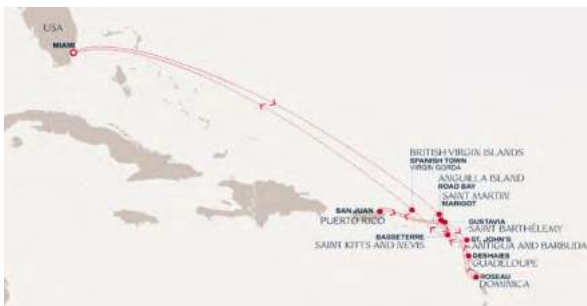 USA
MIAMI
BRITISH VIRGIN ISLANDS
SPANISH TOWN
VIRGIN GORDA
ANGUILLA ISLAND
ROAD BAY
SAINT MARTIN
MARIGOT
SAN JUAN
PUERTO RICO
GUSTAVIA
SAINT BARTHÉLEMY
BASSETERRE
SAINT KITTS AND NEVIS
ST. JOHN'S
ANTIGUA AND BARBUDA
DESHAIES
GUADELOUPE
ROSEAU
DOMINICA